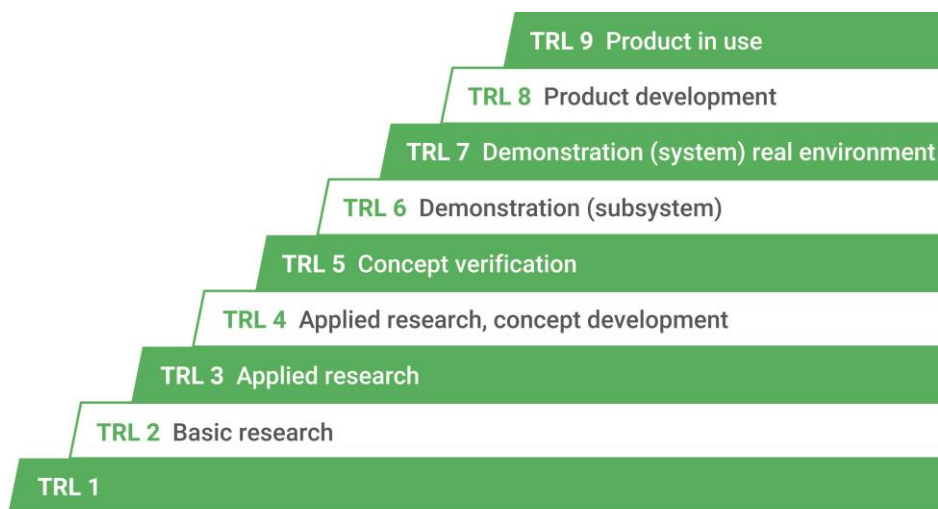 TRL 9 Product in use
TRL 8 Product development
TRL 7 Demonstration (system) real environment
TRL 6 Demonstration (subsystem)
TRL 5 Concept verification
TRL 4 Applied research, concept development
TRL 3 Applied research
TRL 2 Basic research
TRL 1